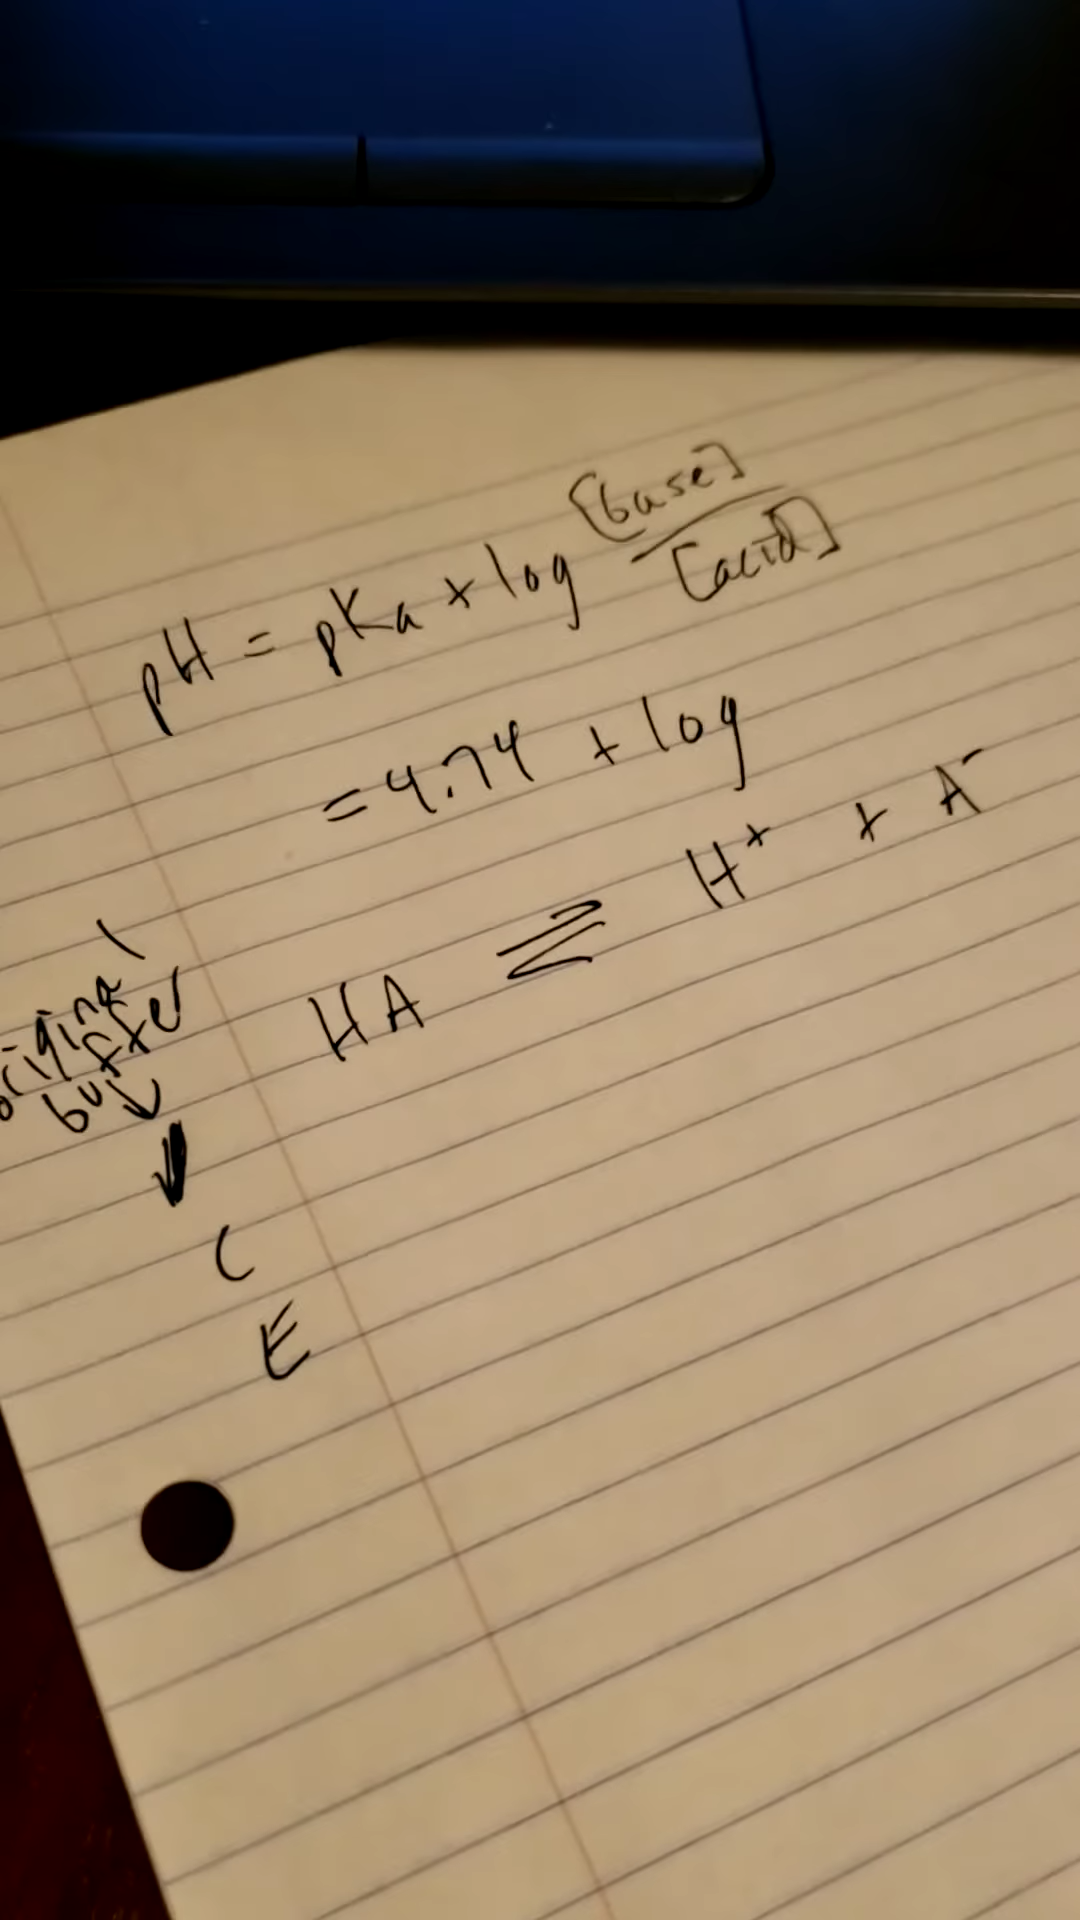 pH = pKa + log [base]/[acid]
= 4.74 + log
HA ⇌ H⁺ + A⁻
original
buffer
↓
C
E